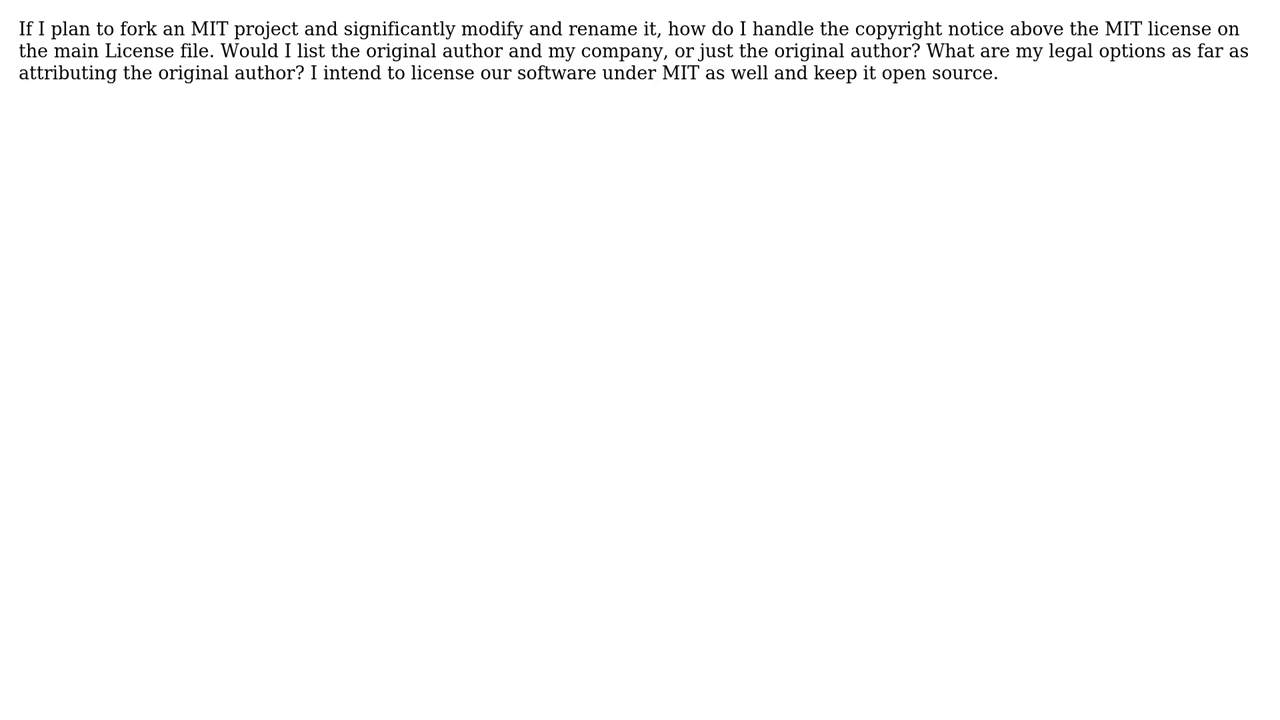 If I plan to fork an MIT project and significantly modify and rename it, how do I handle the copyright notice above the MIT license on
the main License file. Would I list the original author and my company, or just the original author? What are my legal options as far as
attributing the original author? I intend to license our software under MIT as well and keep it open source.